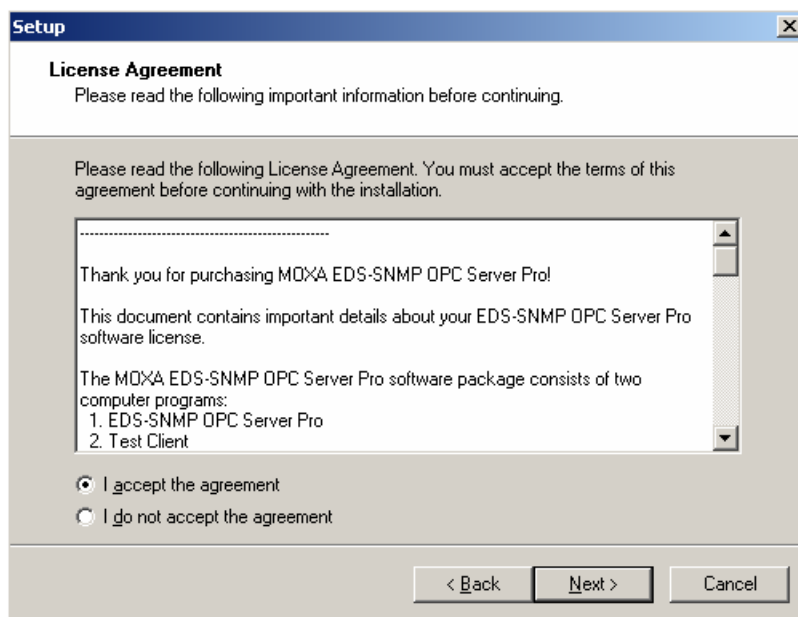 Setup
License Agreement
Please read the following important information before continuing.
Please read the following License Agreement. You must accept the terms of this
agreement before continuing with the installation.
--------------------------------------------------
Thank you for purchasing MOXA EDS-SNMP OPC Server Pro!
This document contains important details about your EDS-SNMP OPC Server Pro
software license.
The MOXA EDS-SNMP OPC Server Pro software package consists of two
computer programs:
1. EDS-SNMP OPC Server Pro
2. Test Client
I accept the agreement
I do not accept the agreement
< Back Next > Cancel